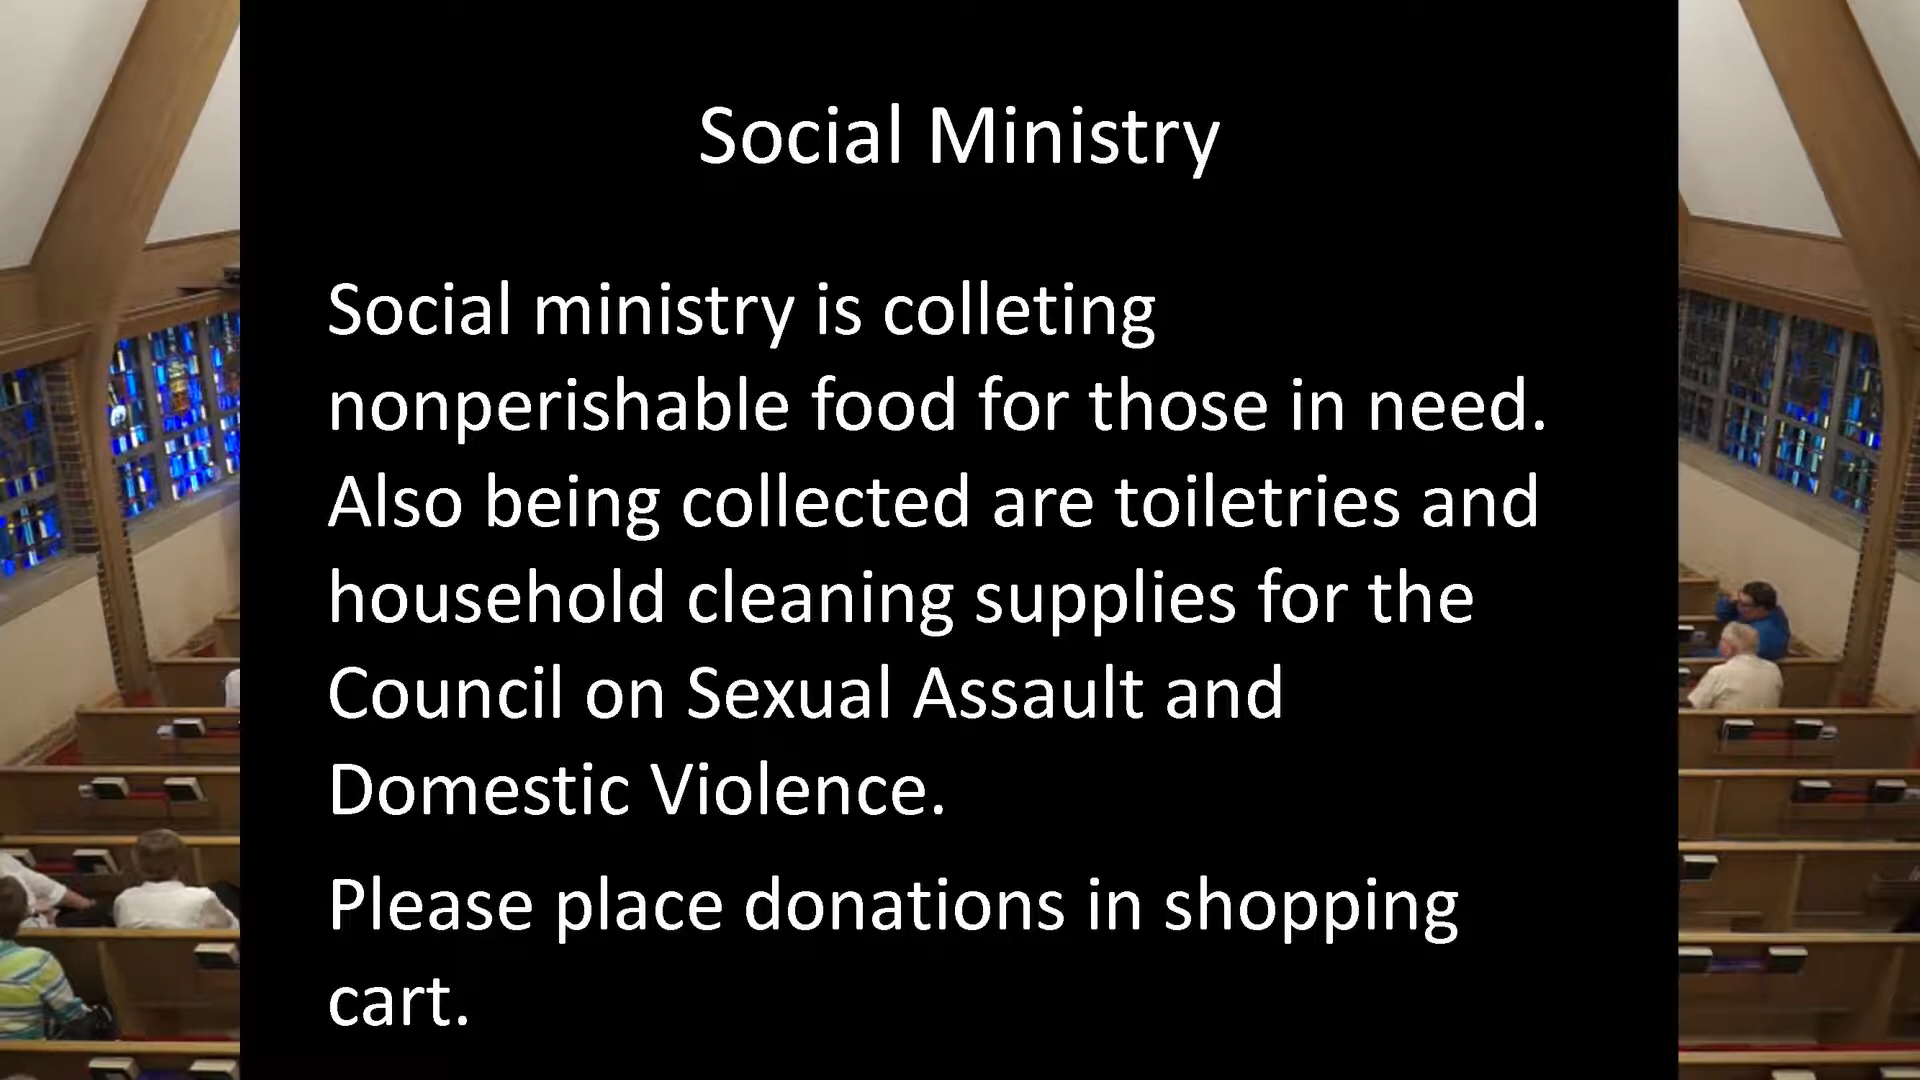 Social Ministry
Social ministry is colleting
nonperishable food for those in need.
Also being collected are toiletries and
household cleaning supplies for the
Council on Sexual Assault and
Domestic Violence.
Please place donations in shopping
cart.